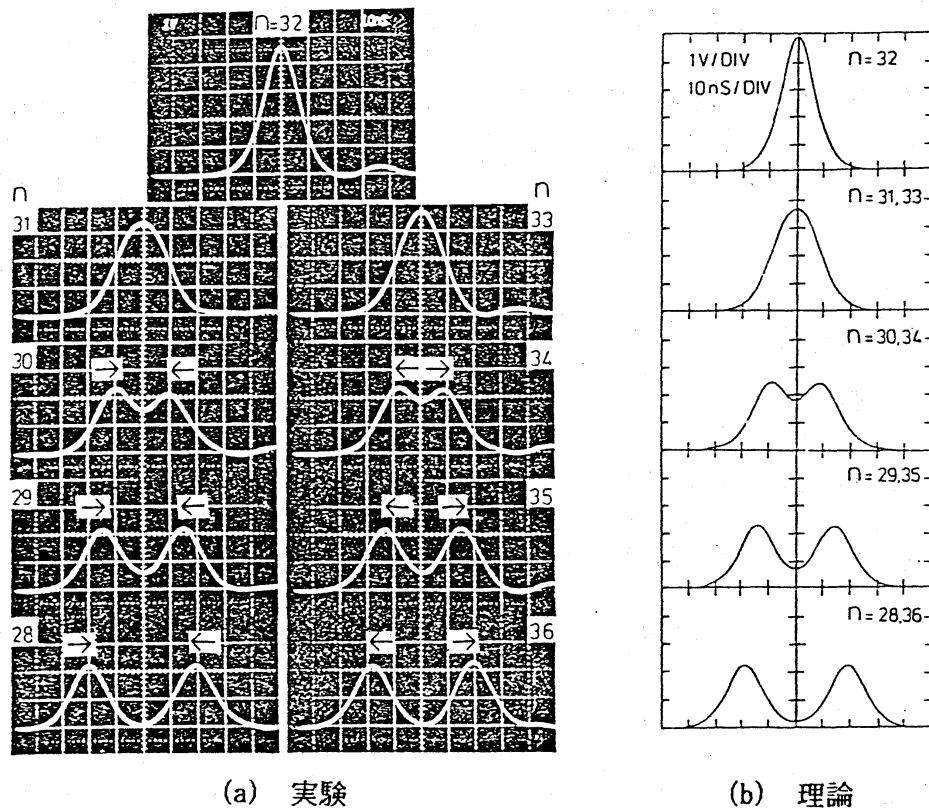 n=32
n
31
30
29
28
n
33
34
35
36
(a) 実験
1V/DIV
10nS/DIV
n=32
n=31,33
n=30,34
n=29,35
n=28,36
(b) 理論